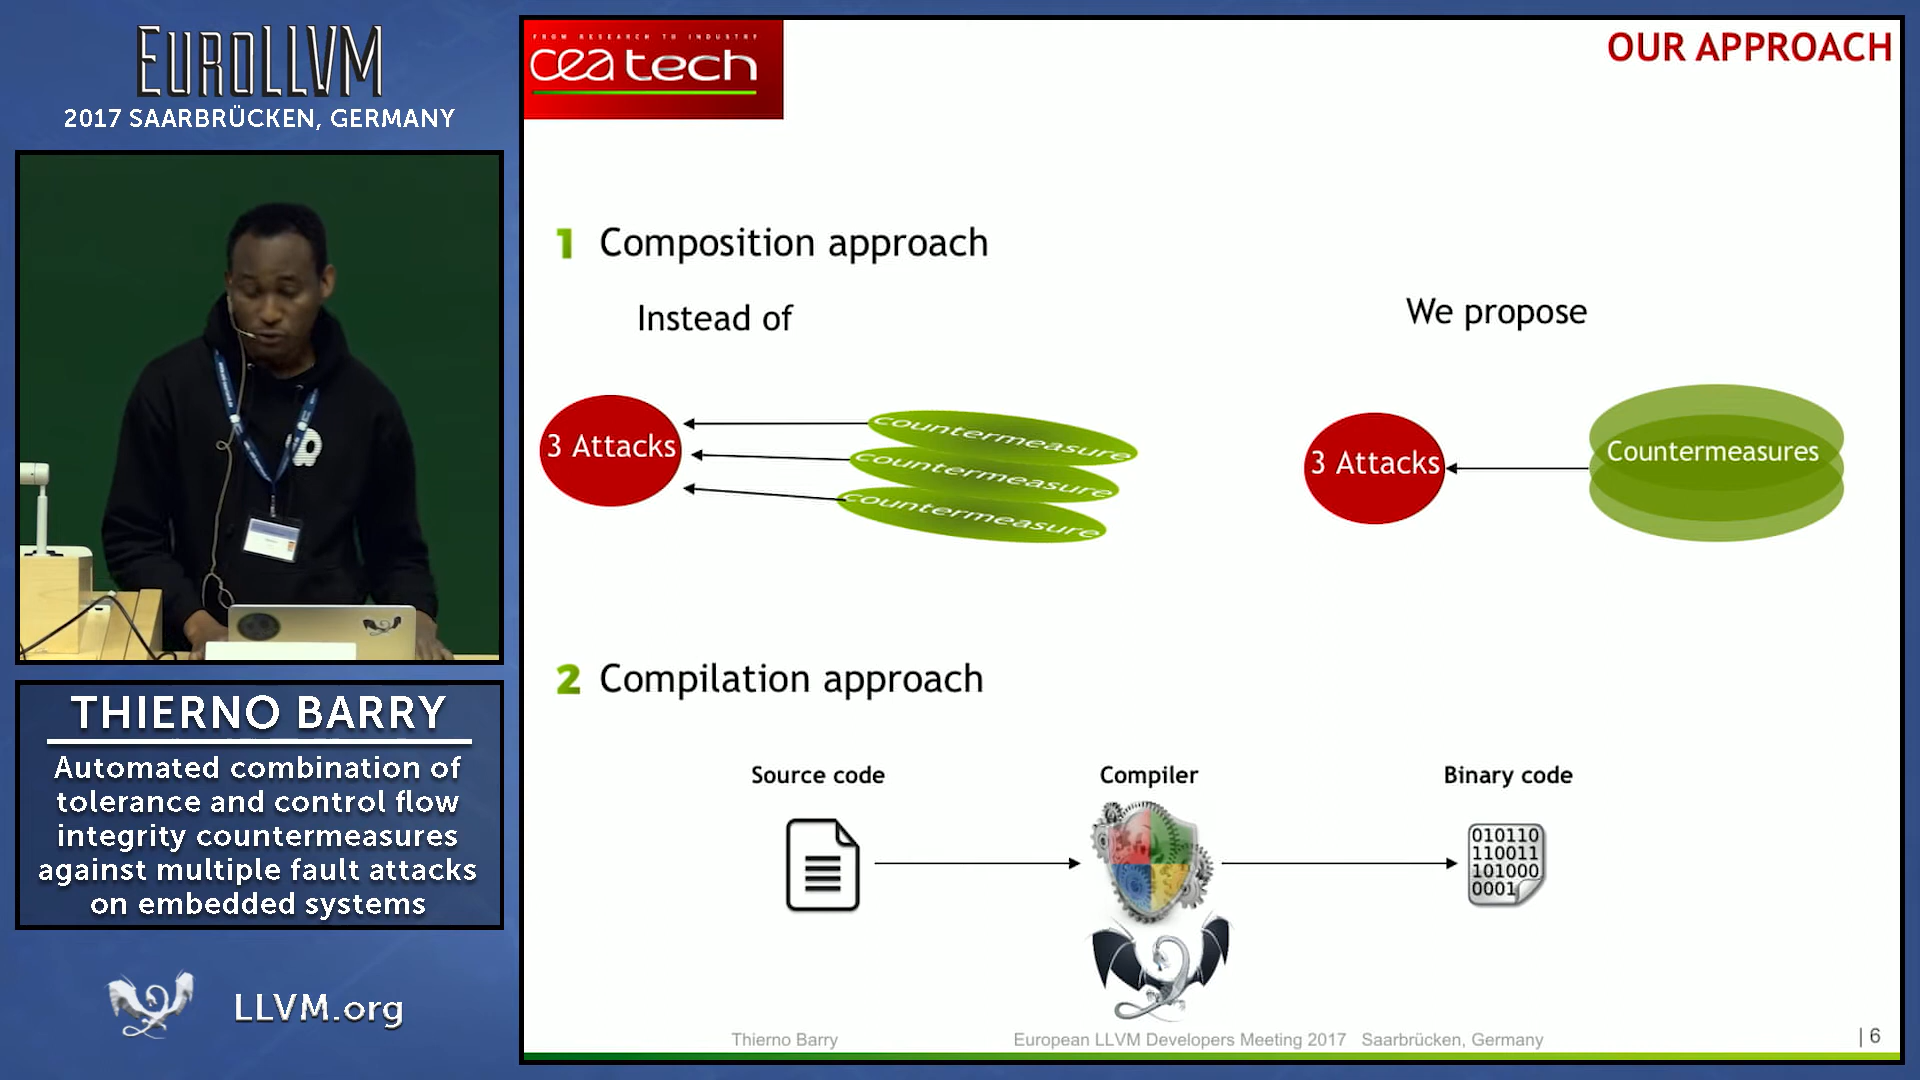 EUROLLVM
2017 SAARBRÜCKEN, GERMANY
THIERNO BARRY
Automated combination of
tolerance and control flow
integrity countermeasures
against multiple fault attacks
on embedded systems
LLVM.org
FROM RESEARCH TO INDUSTRY
cea tech
OUR APPROACH
1 Composition approach
Instead of
We propose
3 Attacks
countermeasure
countermeasure
countermeasure
3 Attacks
Countermeasures
2 Compilation approach
Source code
Compiler
Binary code
010110
110011
101000
0001
Thierno Barry
European LLVM Developers Meeting 2017 Saarbrücken, Germany
| 6